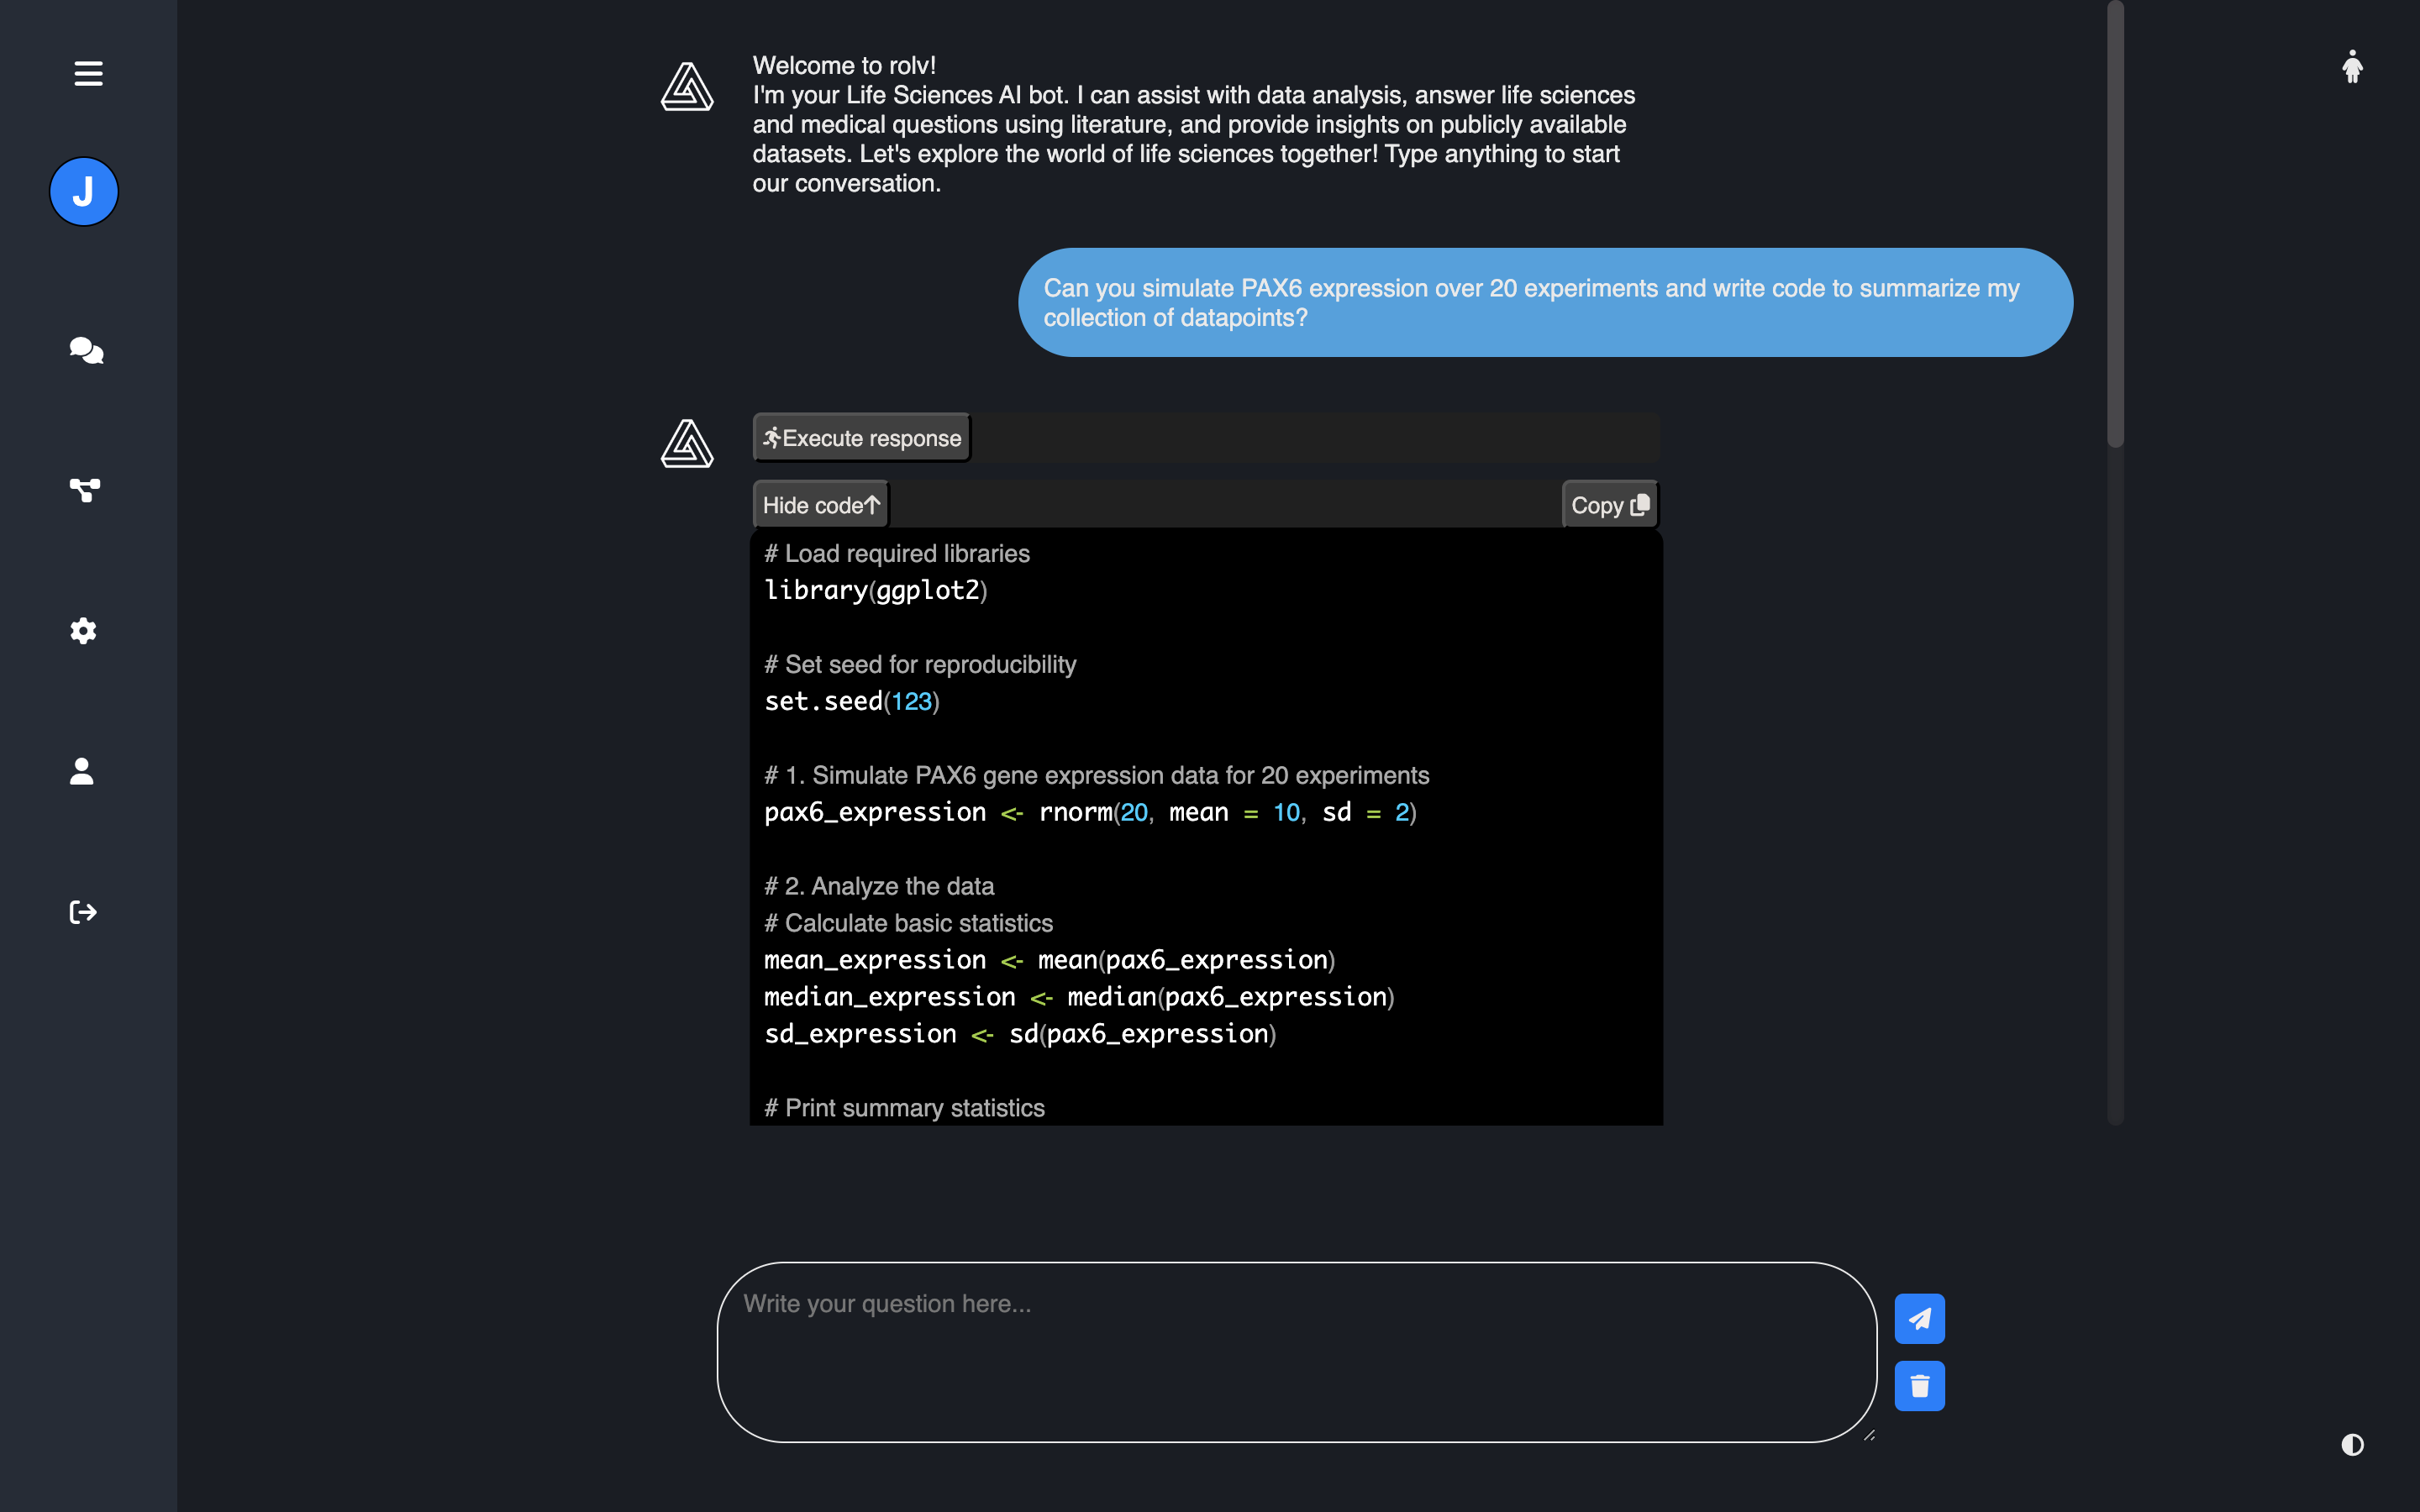 Welcome to rolv!
I'm your Life Sciences AI bot. I can assist with data analysis, answer life sciences
and medical questions using literature, and provide insights on publicly available
datasets. Let's explore the world of life sciences together! Type anything to start
our conversation.
J
Can you simulate PAX6 expression over 20 experiments and write code to summarize my
collection of datapoints?
Execute response
Hide code
Copy
# Load required libraries
library(ggplot2)
# Set seed for reproducibility
set.seed(123)
# 1. Simulate PAX6 gene expression data for 20 experiments
pax6_expression <- rnorm(20, mean = 10, sd = 2)
# 2. Analyze the data
# Calculate basic statistics
mean_expression <- mean(pax6_expression)
median_expression <- median(pax6_expression)
sd_expression <- sd(pax6_expression)
# Print summary statistics
Write your question here...